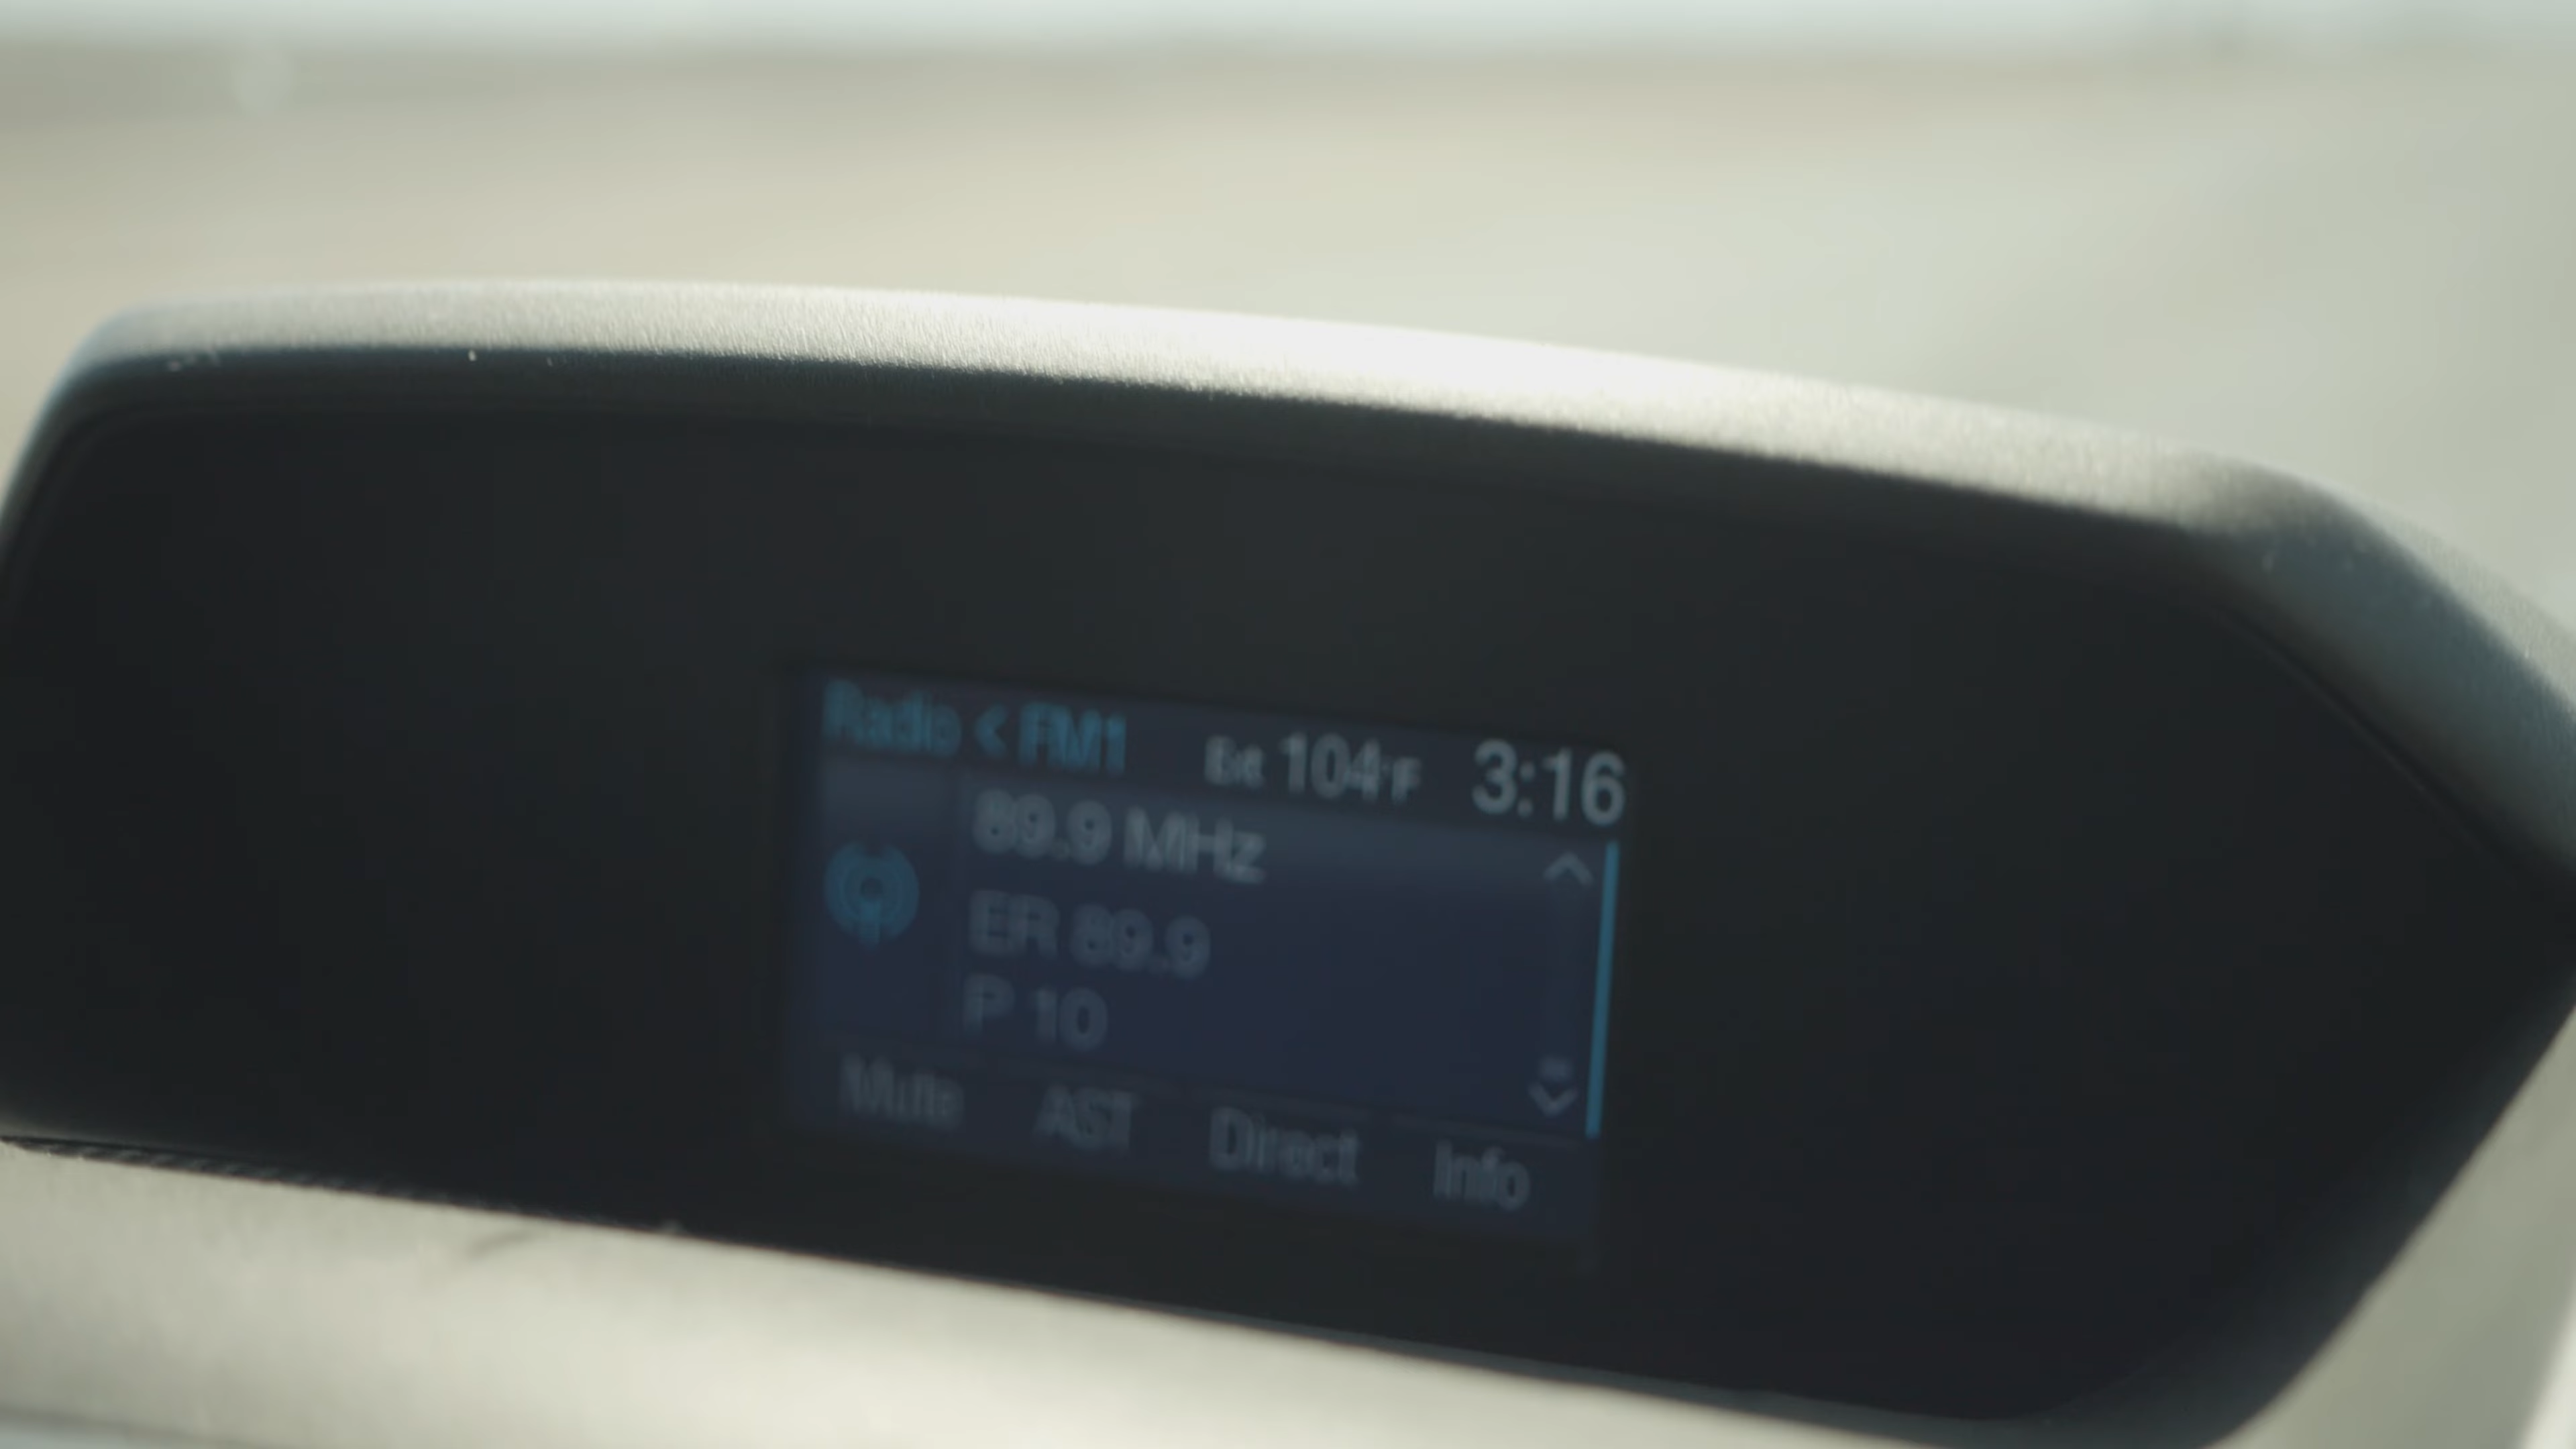 Radio < FM1 Ext 104°F 3:16
89.9 MHz
ER 89.9
P 10
Mute AST Direct Info